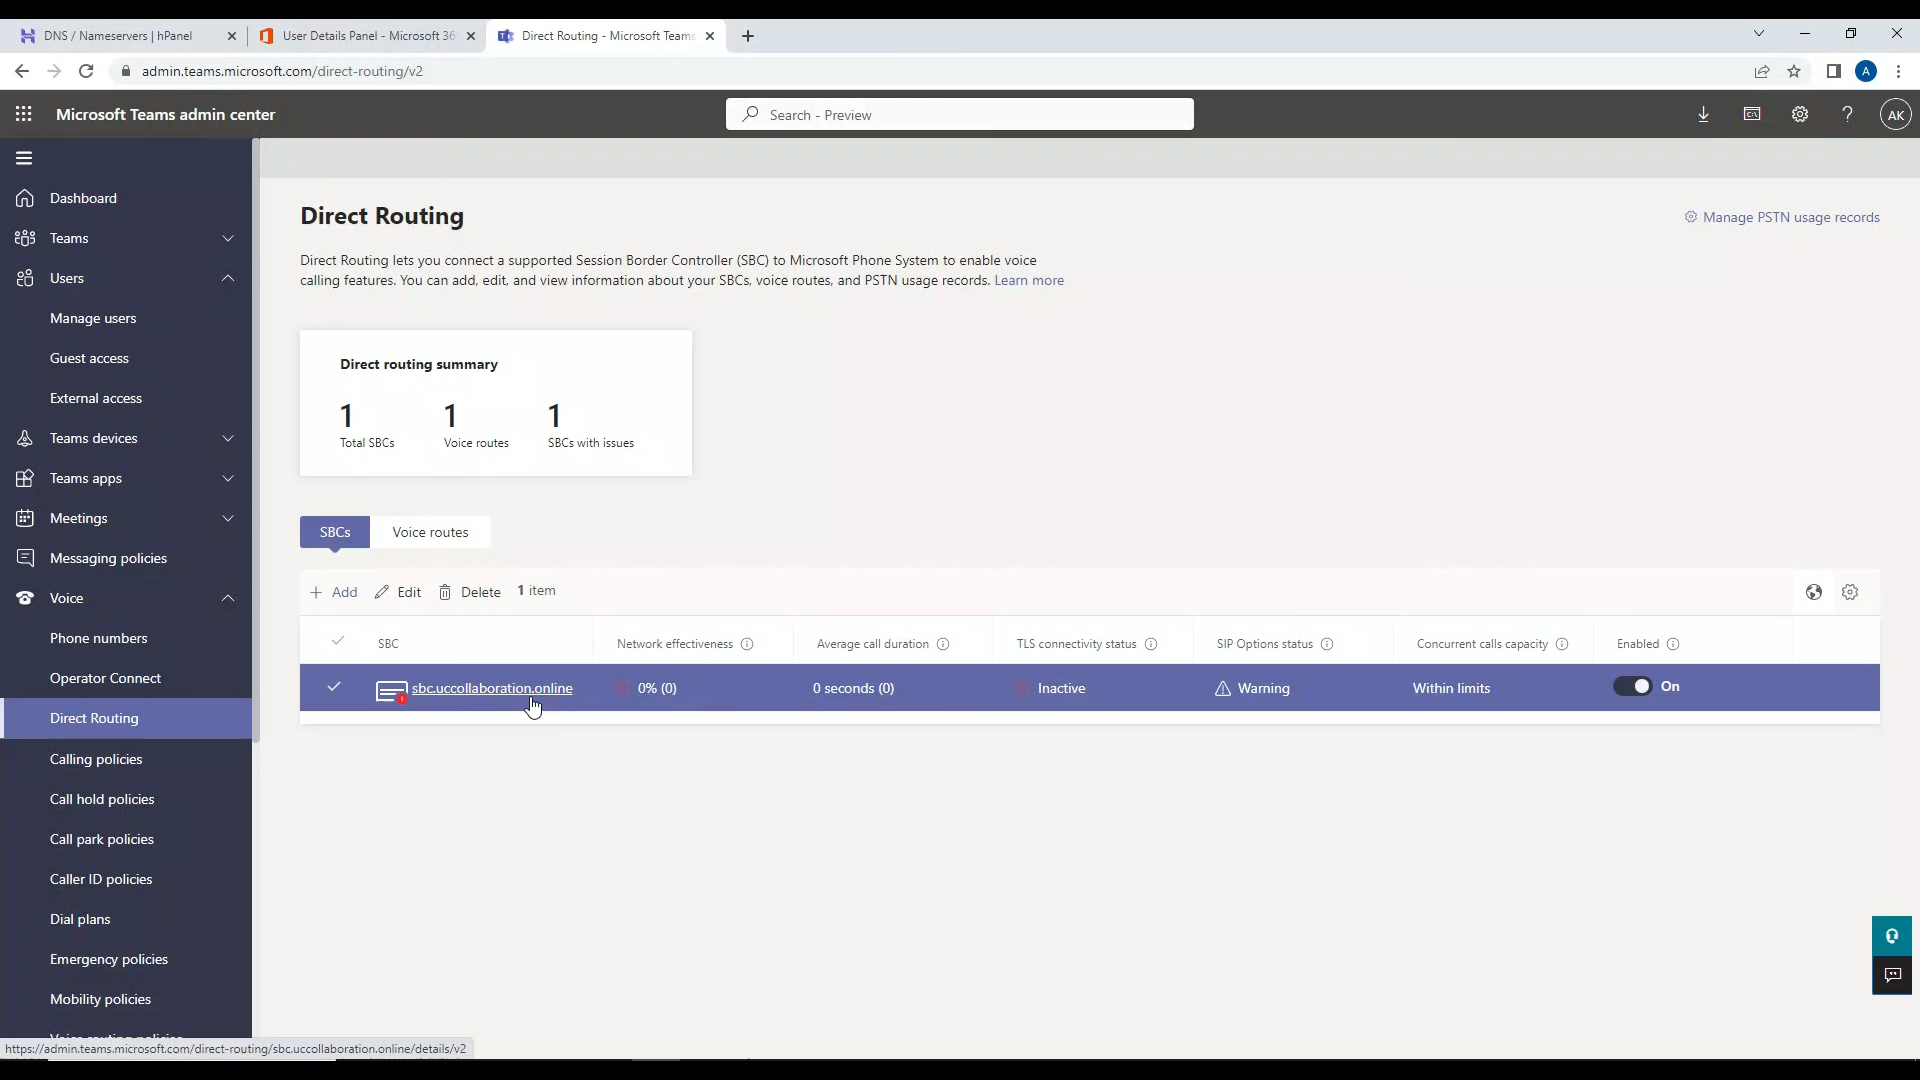 DNS / Nameservers | hPanel
User Details Panel - Microsoft 36
Direct Routing - Microsoft Teams
admin.teams.microsoft.com/direct-routing/v2
A
Microsoft Teams admin center
Search - Preview
AK
Dashboard
Teams
Users
Manage users
Guest access
External access
Teams devices
Teams apps
Meetings
Messaging policies
Voice
Phone numbers
Operator Connect
Direct Routing
Calling policies
Call hold policies
Call park policies
Caller ID policies
Dial plans
Emergency policies
Mobility policies
Voice routing policies
Direct Routing
Manage PSTN usage records
Direct Routing lets you connect a supported Session Border Controller (SBC) to Microsoft Phone System to enable voice
calling features. You can add, edit, and view information about your SBCs, voice routes, and PSTN usage records. Learn more
Direct routing summary
1 1 1
Total SBCs Voice routes SBCs with issues
SBCs Voice routes
Add Edit Delete 1 item
SBC Network effectiveness Average call duration TLS connectivity status SIP Options status Concurrent calls capacity Enabled
sbc.uccollaboration.online 0% (0) 0 seconds (0) Inactive Warning Within limits On
https://admin.teams.microsoft.com/direct-routing/sbc.uccollaboration.online/details/v2